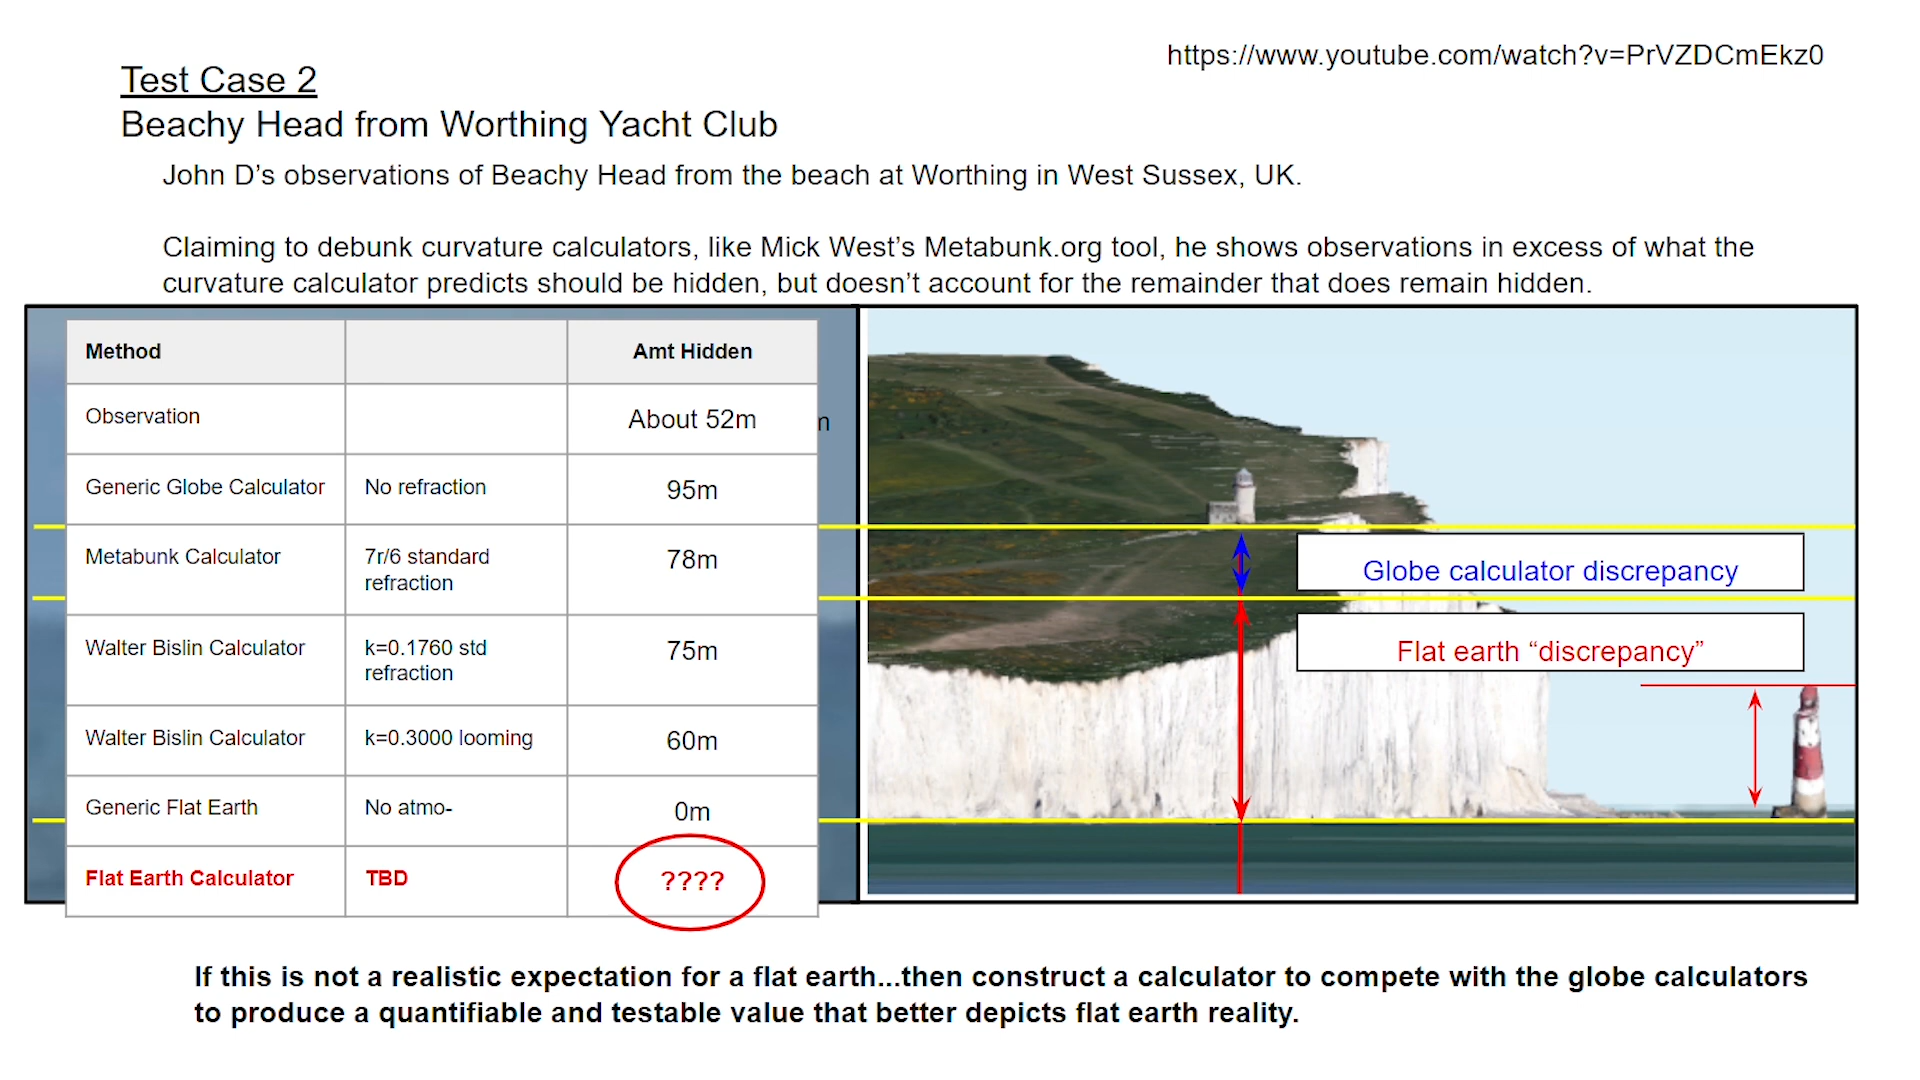 https://www.youtube.com/watch?v=PrVZDCmEkz0
Test Case 2
Beachy Head from Worthing Yacht Club
John D’s observations of Beachy Head from the beach at Worthing in West Sussex, UK.
Claiming to debunk curvature calculators, like Mick West’s Metabunk.org tool, he shows observations in excess of what the
curvature calculator predicts should be hidden, but doesn’t account for the remainder that does remain hidden.
Method Amt Hidden
Observation About 52m
Generic Globe Calculator No refraction 95m
Metabunk Calculator 7r/6 standard
refraction 78m
Walter Bislin Calculator k=0.1760 std
refraction 75m
Walter Bislin Calculator k=0.3000 looming 60m
Generic Flat Earth No atmo- 0m
Flat Earth Calculator TBD ????
Globe calculator discrepancy
Flat earth “discrepancy”
If this is not a realistic expectation for a flat earth...then construct a calculator to compete with the globe calculators
to produce a quantifiable and testable value that better depicts flat earth reality.